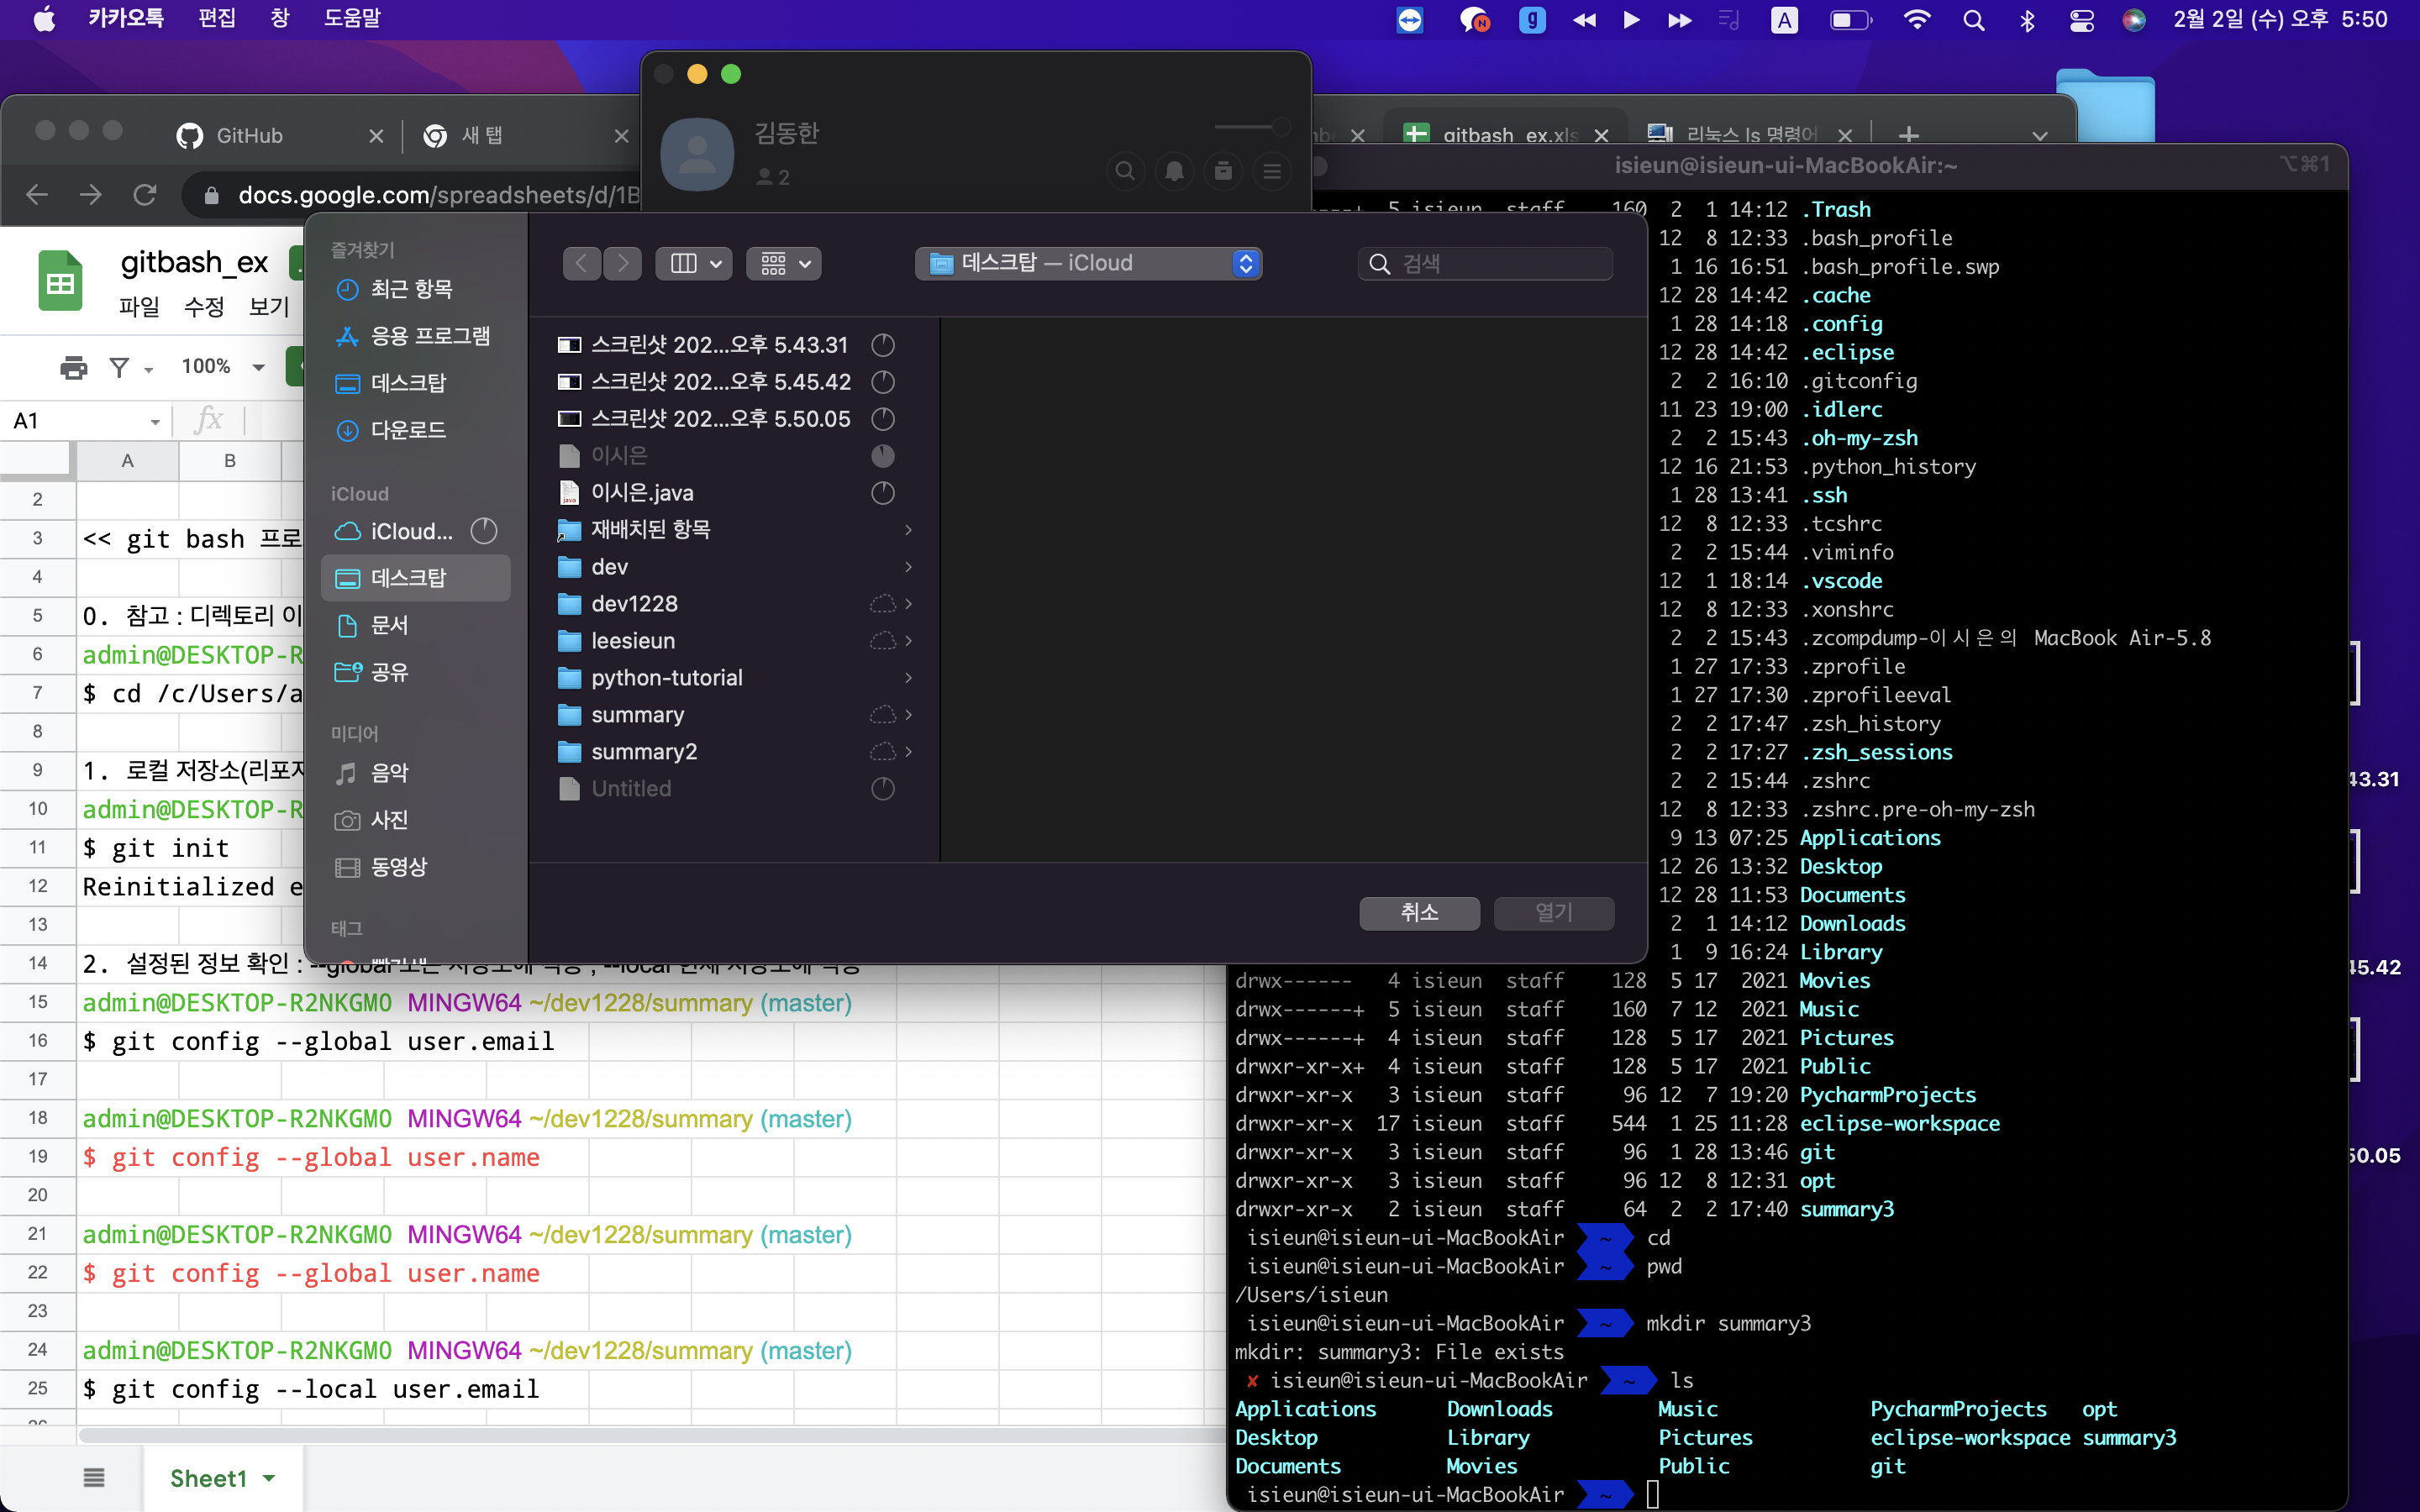 카카오톡 편집 창 도움말
A 2월 2일 (수) 오후 5:50
GitHub 새 탭
docs.google.com/spreadsheets/d/1B
김동한
2
gitbash_ex.xls 리눅스 ls 명령어
gitbash_ex
파일 수정 보기
100%
A1 fx
A B
2
3 << git bash 프로
4
5 0. 참고 : 디렉토리 이
6 admin@DESKTOP-R
7 $ cd /c/Users/a
8
9 1. 로컬 저장소(리포지
10 admin@DESKTOP-R
11 $ git init
12 Reinitialized e
13
14 2. 설정된 정보 확인 : --global
15 admin@DESKTOP-R2NKGM0 MINGW64 ~/dev1228/summary (master)
16 $ git config --global user.email
17
18 admin@DESKTOP-R2NKGM0 MINGW64 ~/dev1228/summary (master)
19 $ git config --global user.name
20
21 admin@DESKTOP-R2NKGM0 MINGW64 ~/dev1228/summary (master)
22 $ git config --global user.name
23
24 admin@DESKTOP-R2NKGM0 MINGW64 ~/dev1228/summary (master)
25 $ git config --local user.email
Sheet1
즐겨찾기
최근 항목
응용 프로그램
데스크탑
다운로드
iCloud
iCloud...
데스크탑
문서
공유
미디어
음악
사진
동영상
태그
데스크탑 — iCloud
검색
스크린샷 202...오후 5.43.31
스크린샷 202...오후 5.45.42
스크린샷 202...오후 5.50.05
이시은
이시은.java
재배치된 항목
dev
dev1228
leesieun
python-tutorial
summary
summary2
Untitled
취소 열기
isieun@isieun-ui-MacBookAir:~ ⌥⌘1
5 isieun staff 160 2 1 14:12 .Trash
12 8 12:33 .bash_profile
1 16 16:51 .bash_profile.swp
12 28 14:42 .cache
1 28 14:18 .config
12 28 14:42 .eclipse
2 2 16:10 .gitconfig
11 23 19:00 .idlerc
2 2 15:43 .oh-my-zsh
12 16 21:53 .python_history
1 28 13:41 .ssh
12 8 12:33 .tcshrc
2 2 15:44 .viminfo
12 1 18:14 .vscode
12 8 12:33 .xonshrc
2 2 15:43 .zcompdump-이시은의 MacBook Air-5.8
1 27 17:33 .zprofile
1 27 17:30 .zprofileeval
2 2 17:47 .zsh_history
2 2 17:27 .zsh_sessions
2 2 15:44 .zshrc
12 8 12:33 .zshrc.pre-oh-my-zsh
9 13 07:25 Applications
12 26 13:32 Desktop
12 28 11:53 Documents
2 1 14:12 Downloads
1 9 16:24 Library
drwx------ 4 isieun staff 128 5 17 2021 Movies
drwx------+ 5 isieun staff 160 7 12 2021 Music
drwx------+ 4 isieun staff 128 5 17 2021 Pictures
drwxr-xr-x+ 4 isieun staff 128 5 17 2021 Public
drwxr-xr-x 3 isieun staff 96 12 7 19:20 PycharmProjects
drwxr-xr-x 17 isieun staff 544 1 25 11:28 eclipse-workspace
drwxr-xr-x 3 isieun staff 96 1 28 13:46 git
drwxr-xr-x 3 isieun staff 96 12 8 12:31 opt
drwxr-xr-x 2 isieun staff 64 2 2 17:40 summary3
isieun@isieun-ui-MacBookAir ~ cd
isieun@isieun-ui-MacBookAir ~ pwd
/Users/isieun
isieun@isieun-ui-MacBookAir ~ mkdir summary3
mkdir: summary3: File exists
✘ isieun@isieun-ui-MacBookAir ~ ls
Applications Downloads Music PycharmProjects opt
Desktop Library Pictures eclipse-workspace summary3
Documents Movies Public git
isieun@isieun-ui-MacBookAir ~
43.31
45.42
50.05